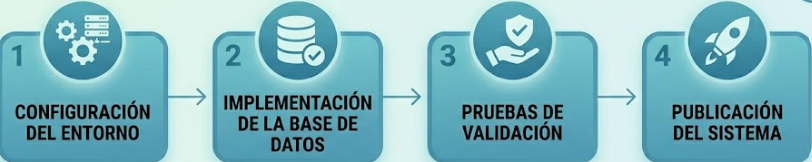 1
CONFIGURACIÓN
DEL ENTORNO
2
IMPLEMENTACIÓN
DE LA BASE DE
DATOS
3
PRUEBAS DE
VALIDACIÓN
4
PUBLICACIÓN
DEL SISTEMA